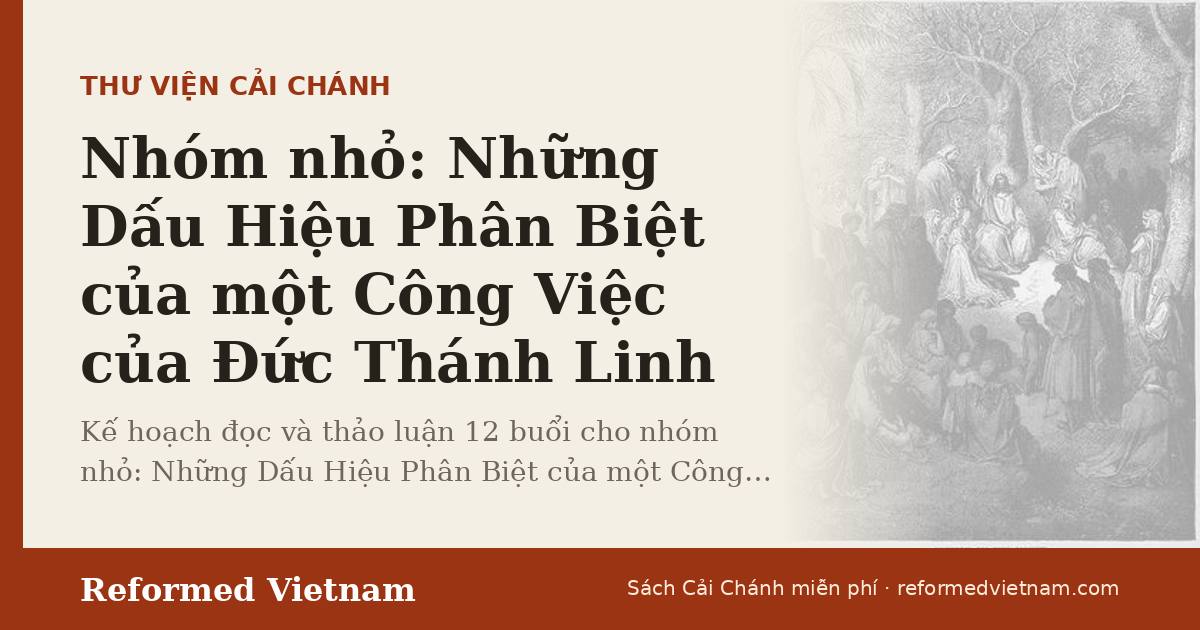 THƯ VIỆN CẢI CHÁNH
Nhóm nhỏ: Những
Dấu Hiệu Phân Biệt
của một Công Việc
của Đức Thánh Linh
Kế hoạch đọc và thảo luận 12 buổi cho nhóm
nhỏ: Những Dấu Hiệu Phân Biệt của một Công…
Reformed Vietnam
Sách Cải Chánh miễn phí · reformedvietnam.com